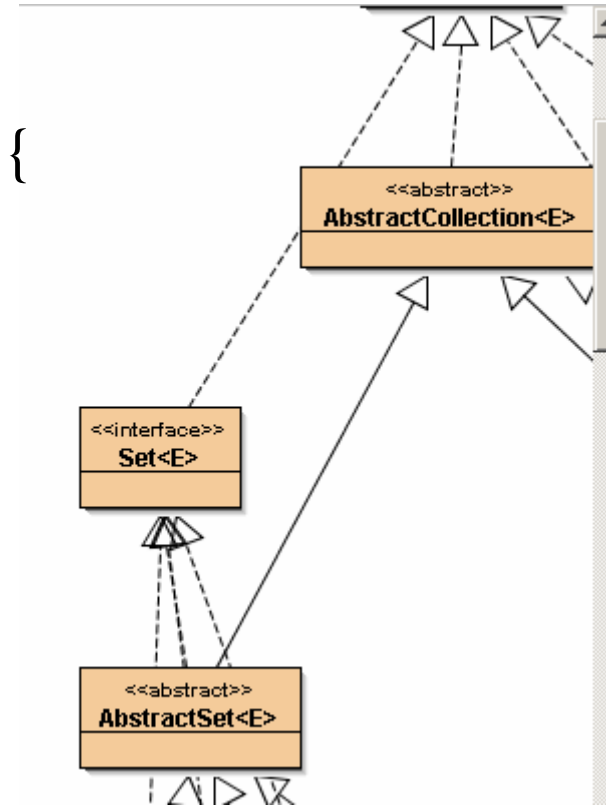 {
<<abstract>>
AbstractCollection<E>
<<interface>>
Set<E>
<<abstract>>
AbstractSet<E>